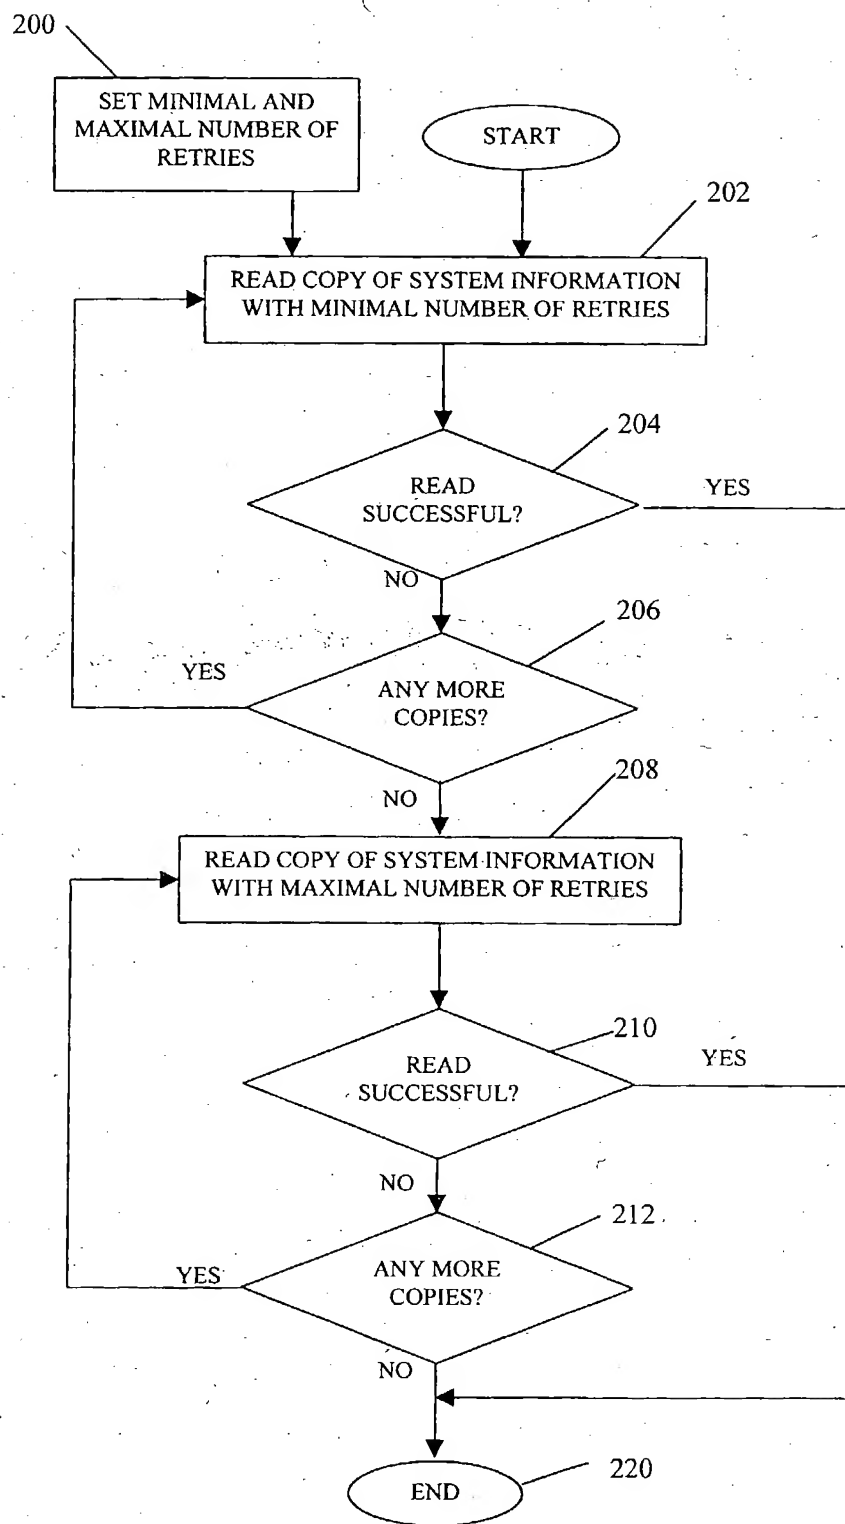 200
SET MINIMAL AND
MAXIMAL NUMBER OF
RETRIES
START
202
READ COPY OF SYSTEM INFORMATION
WITH MINIMAL NUMBER OF RETRIES
204
READ
SUCCESSFUL?
YES
NO
206
YES
ANY MORE
COPIES?
NO
208
READ COPY OF SYSTEM INFORMATION
WITH MAXIMAL NUMBER OF RETRIES
210
READ
SUCCESSFUL?
YES
NO
212
YES
ANY MORE
COPIES?
NO
220
END